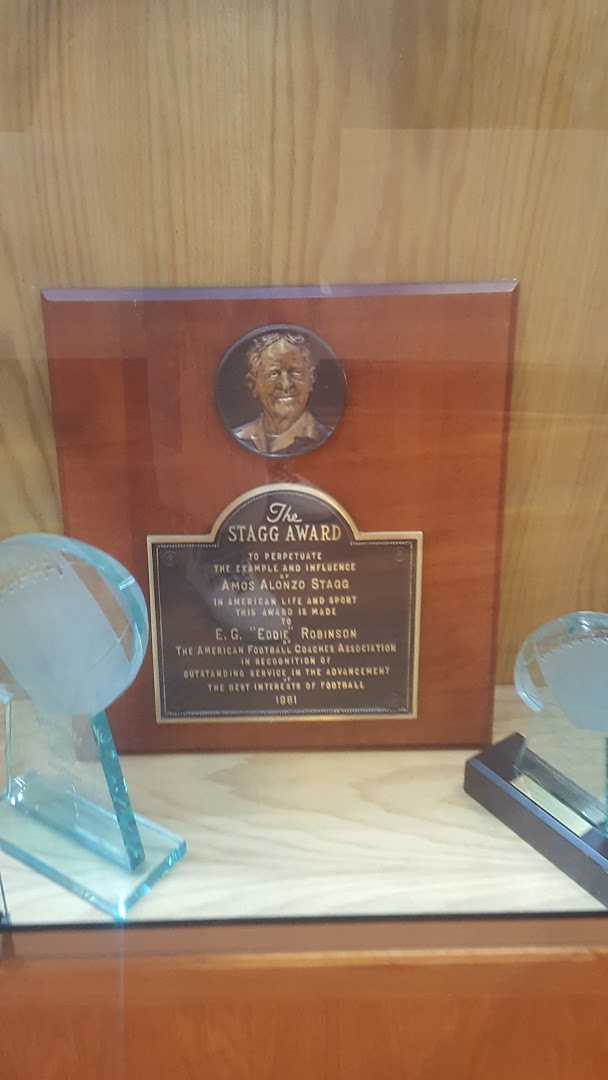 The
STAGG AWARD
TO PERPETUATE
THE EXAMPLE AND INFLUENCE
OF
AMOS ALONZO STAGG
IN AMERICAN LIFE AND SPORT
THIS AWARD IS MADE
TO
E. G. "EDDIE" ROBINSON
BY
THE AMERICAN FOOTBALL COACHES ASSOCIATION
IN RECOGNITION OF
OUTSTANDING SERVICE IN THE ADVANCEMENT
OF
THE BEST INTERESTS OF FOOTBALL
1981